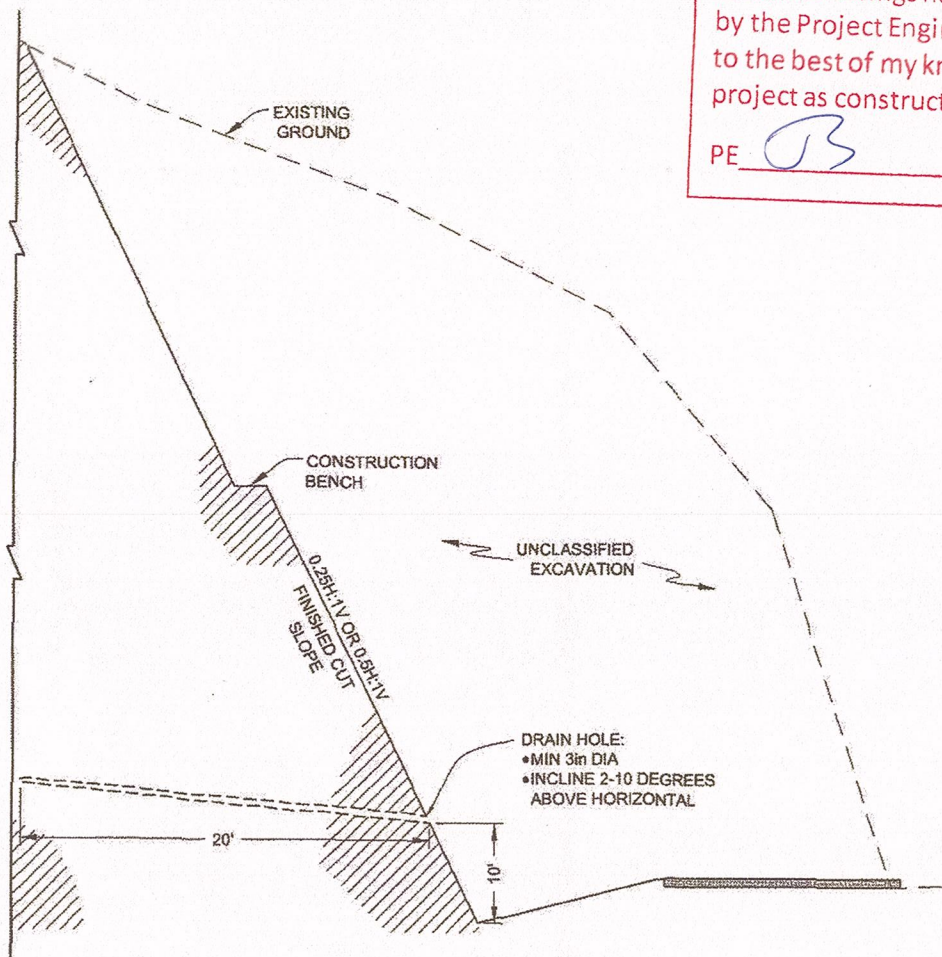 by the Project Engi
to the best of my kn
project as construct
PE
EXISTING
GROUND
CONSTRUCTION
BENCH
UNCLASSIFIED
EXCAVATION
0.25H:1V OR 0.5H:1V
FINISHED CUT
SLOPE
DRAIN HOLE:
•MIN 3in DIA
•INCLINE 2-10 DEGREES
ABOVE HORIZONTAL
20'
10'